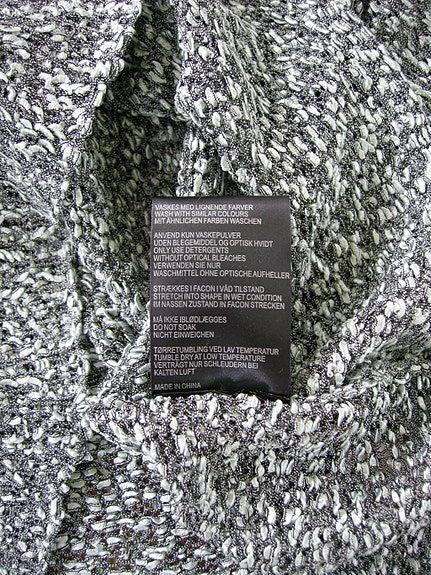 VASKES MED LIGNENDE FARVER
WASH WITH SIMILAR COLOURS
MIT ÄHNLICHEN FARBEN WASCHEN
ANVEND KUN VASKEPULVER
UDEN BLEGEMIDDEL OG OPTISK HVIDT
ONLY USE DETERGENTS
WITHOUT OPTICAL BLEACHES
VERWENDEN SIE NUR
WASCHMITTEL OHNE OPTISCHE AUFHELLER
STRÆKKES I FACON I VÅD TILSTAND
STRETCH INTO SHAPE IN WET CONDITION
IM NASSEN ZUSTAND IN FACON STRECKEN
MÅ IKKE IBLØDLÆGGES
DO NOT SOAK
NICHT EINWEICHEN
TØRRETUMBLING VED LAV TEMPERATUR
TUMBLE DRY AT LOW TEMPERATURE
VERTRÄGT NUR SCHLEUDERN BEI
KALTEN LUFT
MADE IN CHINA